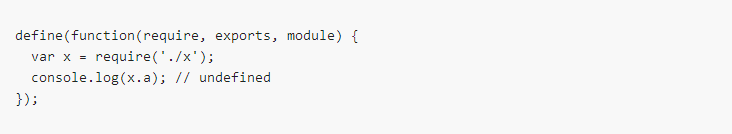 define(function(require, exports, module) {
  var x = require('./x');
  console.log(x.a); // undefined
});